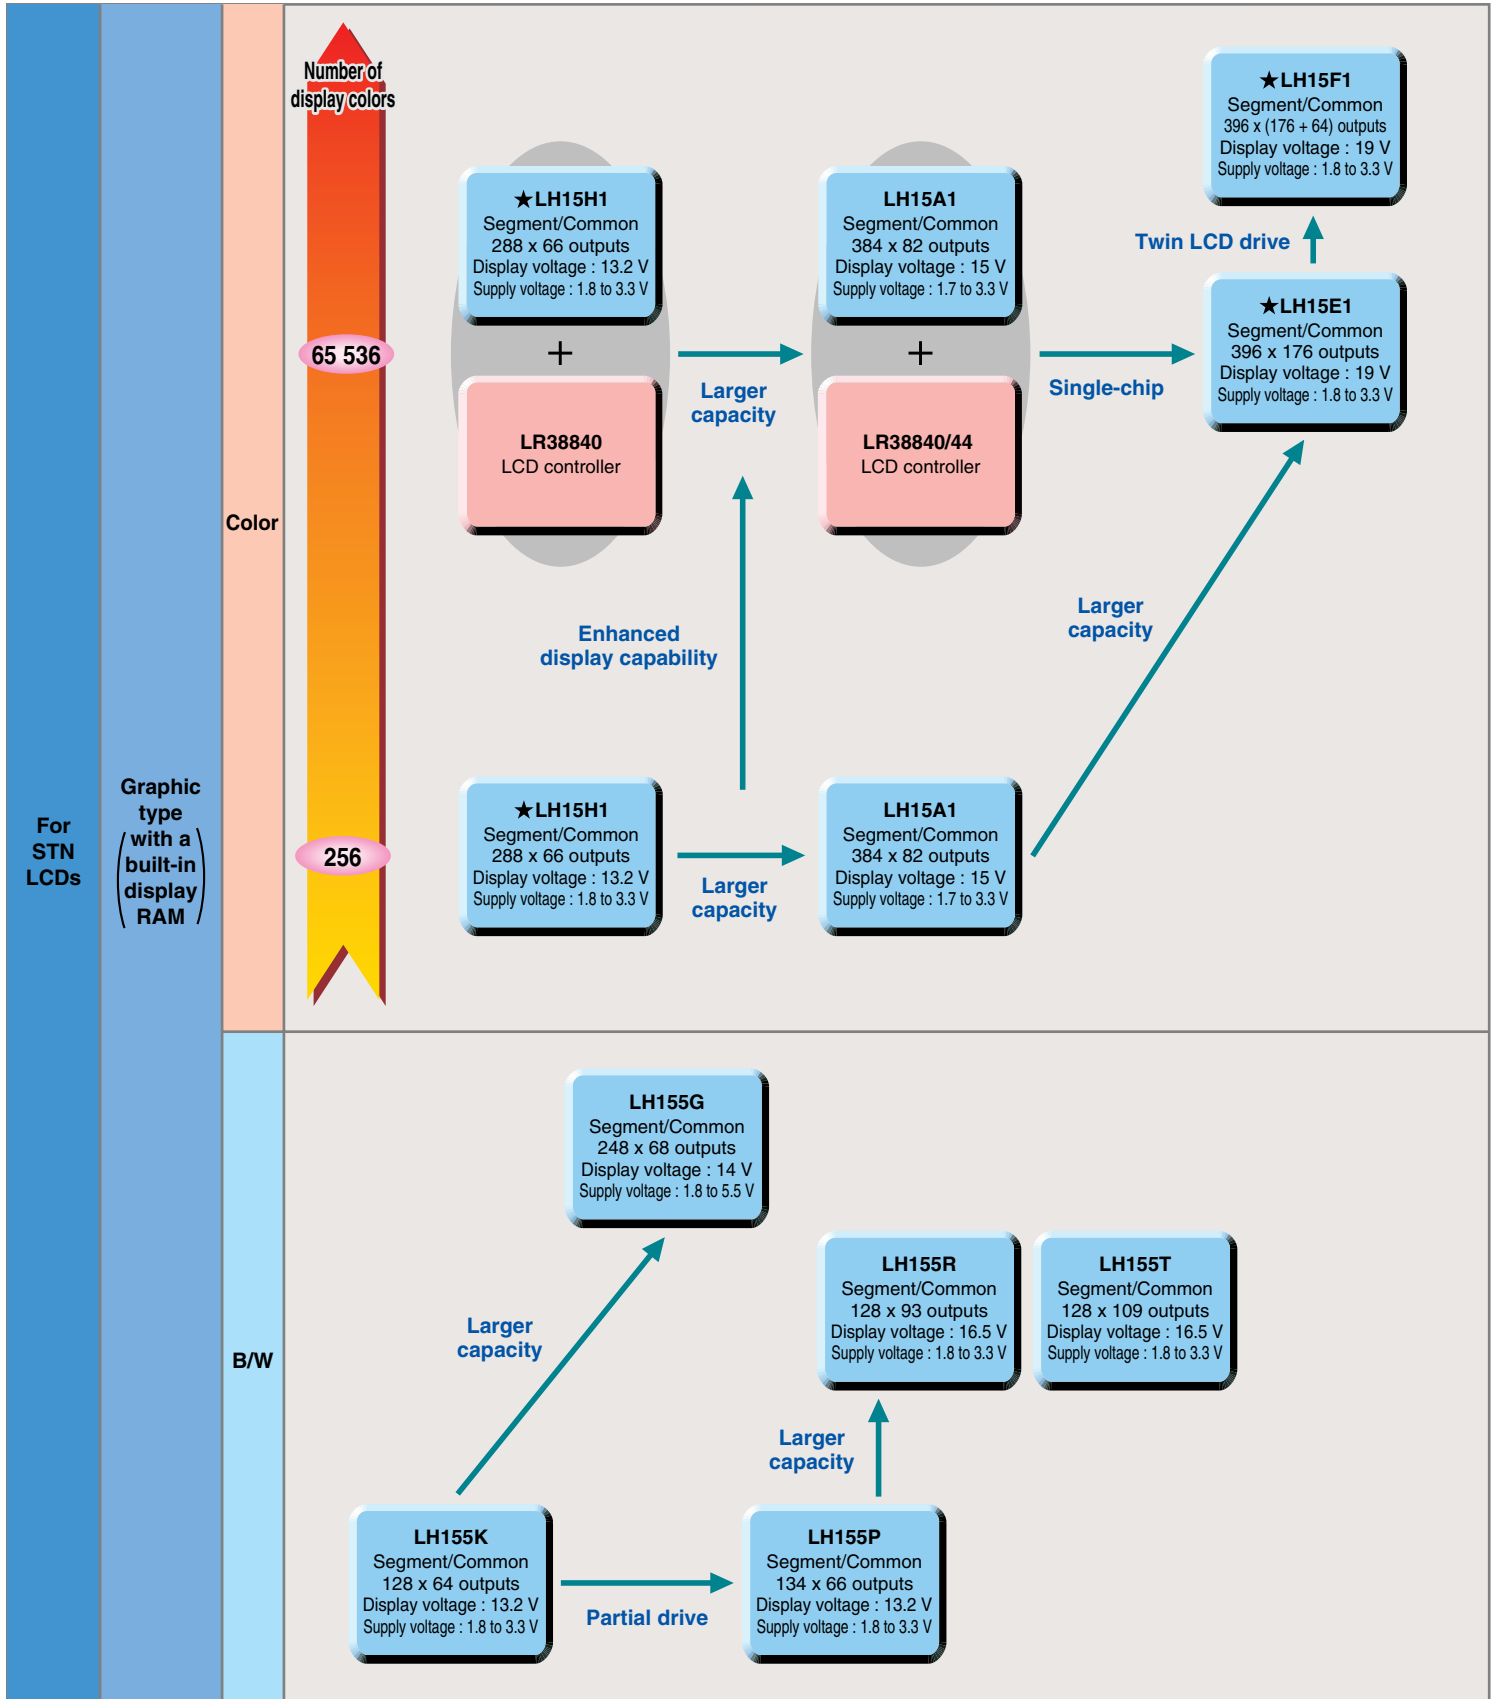 For
STN
LCDs
Graphic
type
(with a
built-in
display
RAM)
Color
Number of
display colors
65 536
256
★LH15H1
Segment/Common
288 x 66 outputs
Display voltage : 13.2 V
Supply voltage : 1.8 to 3.3 V
+
LR38840
LCD controller
Larger
capacity
LH15A1
Segment/Common
384 x 82 outputs
Display voltage : 15 V
Supply voltage : 1.7 to 3.3 V
+
LR38840/44
LCD controller
Single-chip
★LH15F1
Segment/Common
396 x (176 + 64) outputs
Display voltage : 19 V
Supply voltage : 1.8 to 3.3 V
Twin LCD drive
★LH15E1
Segment/Common
396 x 176 outputs
Display voltage : 19 V
Supply voltage : 1.8 to 3.3 V
Enhanced
display capability
Larger
capacity
★LH15H1
Segment/Common
288 x 66 outputs
Display voltage : 13.2 V
Supply voltage : 1.8 to 3.3 V
Larger
capacity
LH15A1
Segment/Common
384 x 82 outputs
Display voltage : 15 V
Supply voltage : 1.7 to 3.3 V
B/W
LH155G
Segment/Common
248 x 68 outputs
Display voltage : 14 V
Supply voltage : 1.8 to 5.5 V
Larger
capacity
LH155R
Segment/Common
128 x 93 outputs
Display voltage : 16.5 V
Supply voltage : 1.8 to 3.3 V
LH155T
Segment/Common
128 x 109 outputs
Display voltage : 16.5 V
Supply voltage : 1.8 to 3.3 V
Larger
capacity
LH155K
Segment/Common
128 x 64 outputs
Display voltage : 13.2 V
Supply voltage : 1.8 to 3.3 V
Partial drive
LH155P
Segment/Common
134 x 66 outputs
Display voltage : 13.2 V
Supply voltage : 1.8 to 3.3 V